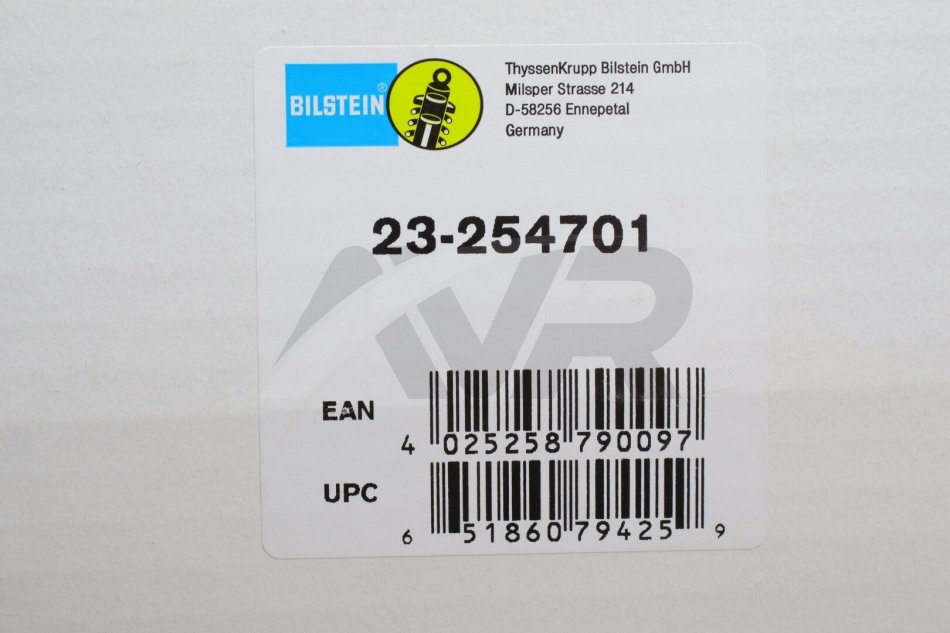 BILSTEIN®
ThyssenKrupp Bilstein GmbH
Milsper Strasse 214
D-58256 Ennepetal
Germany
23-254701
AVR
EAN
4 025258 790097
UPC
6 51860 79425 9